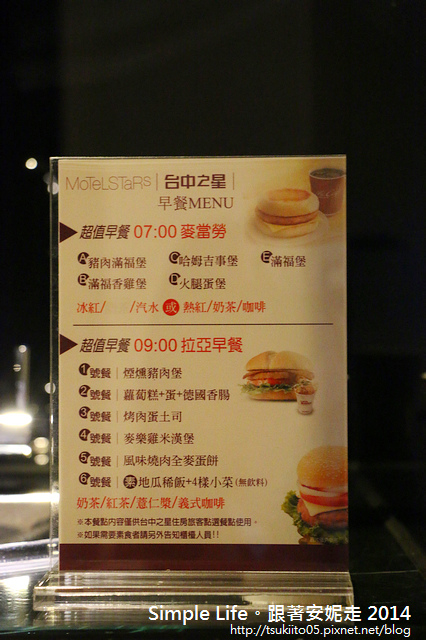 MoTeLSTaRS | 台中之星 |
早餐MENU
超值早餐 07:00 麥當勞
A 豬肉滿福堡 C 哈姆吉事堡 E 滿福堡
B 滿福香雞堡 D 火腿蛋堡
冰紅/ /汽水 或 熱紅/奶茶/咖啡
超值早餐 09:00 拉亞早餐
1號餐 | 煙燻豬肉堡
2號餐 | 蘿蔔糕+蛋+德國香腸
3號餐 | 烤肉蛋土司
4號餐 | 麥樂雞米漢堡
5號餐 | 風味燒肉全麥蛋餅
6號餐 | 素 地瓜稀飯+4樣小菜(無飲料)
奶茶/紅茶/薏仁漿/義式咖啡
※本餐點內容僅供台中之星住房旅客點選餐點使用。
※如果需要素食者請另外告知櫃檯人員!!
Simple Life。跟著安妮走 2014
http://tsukiito05.pixnet.net/blog